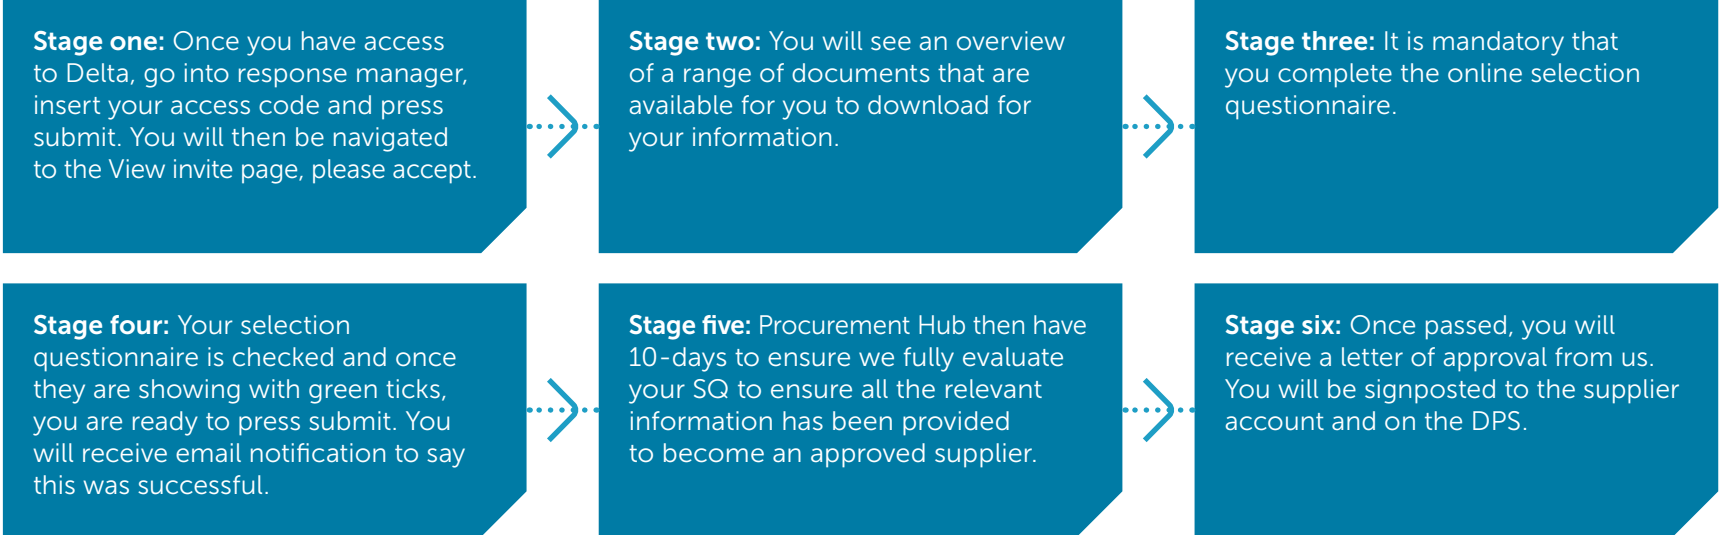 Stage one: Once you have access
to Delta, go into response manager,
insert your access code and press
submit. You will then be navigated
to the View invite page, please accept.
Stage two: You will see an overview
of a range of documents that are
available for you to download for
your information.
Stage three: It is mandatory that
you complete the online selection
questionnaire.
Stage four: Your selection
questionnaire is checked and once
they are showing with green ticks,
you are ready to press submit. You
will receive email notification to say
this was successful.
Stage five: Procurement Hub then have
10-days to ensure we fully evaluate
your SQ to ensure all the relevant
information has been provided
to become an approved supplier.
Stage six: Once passed, you will
receive a letter of approval from us.
You will be signposted to the supplier
account and on the DPS.